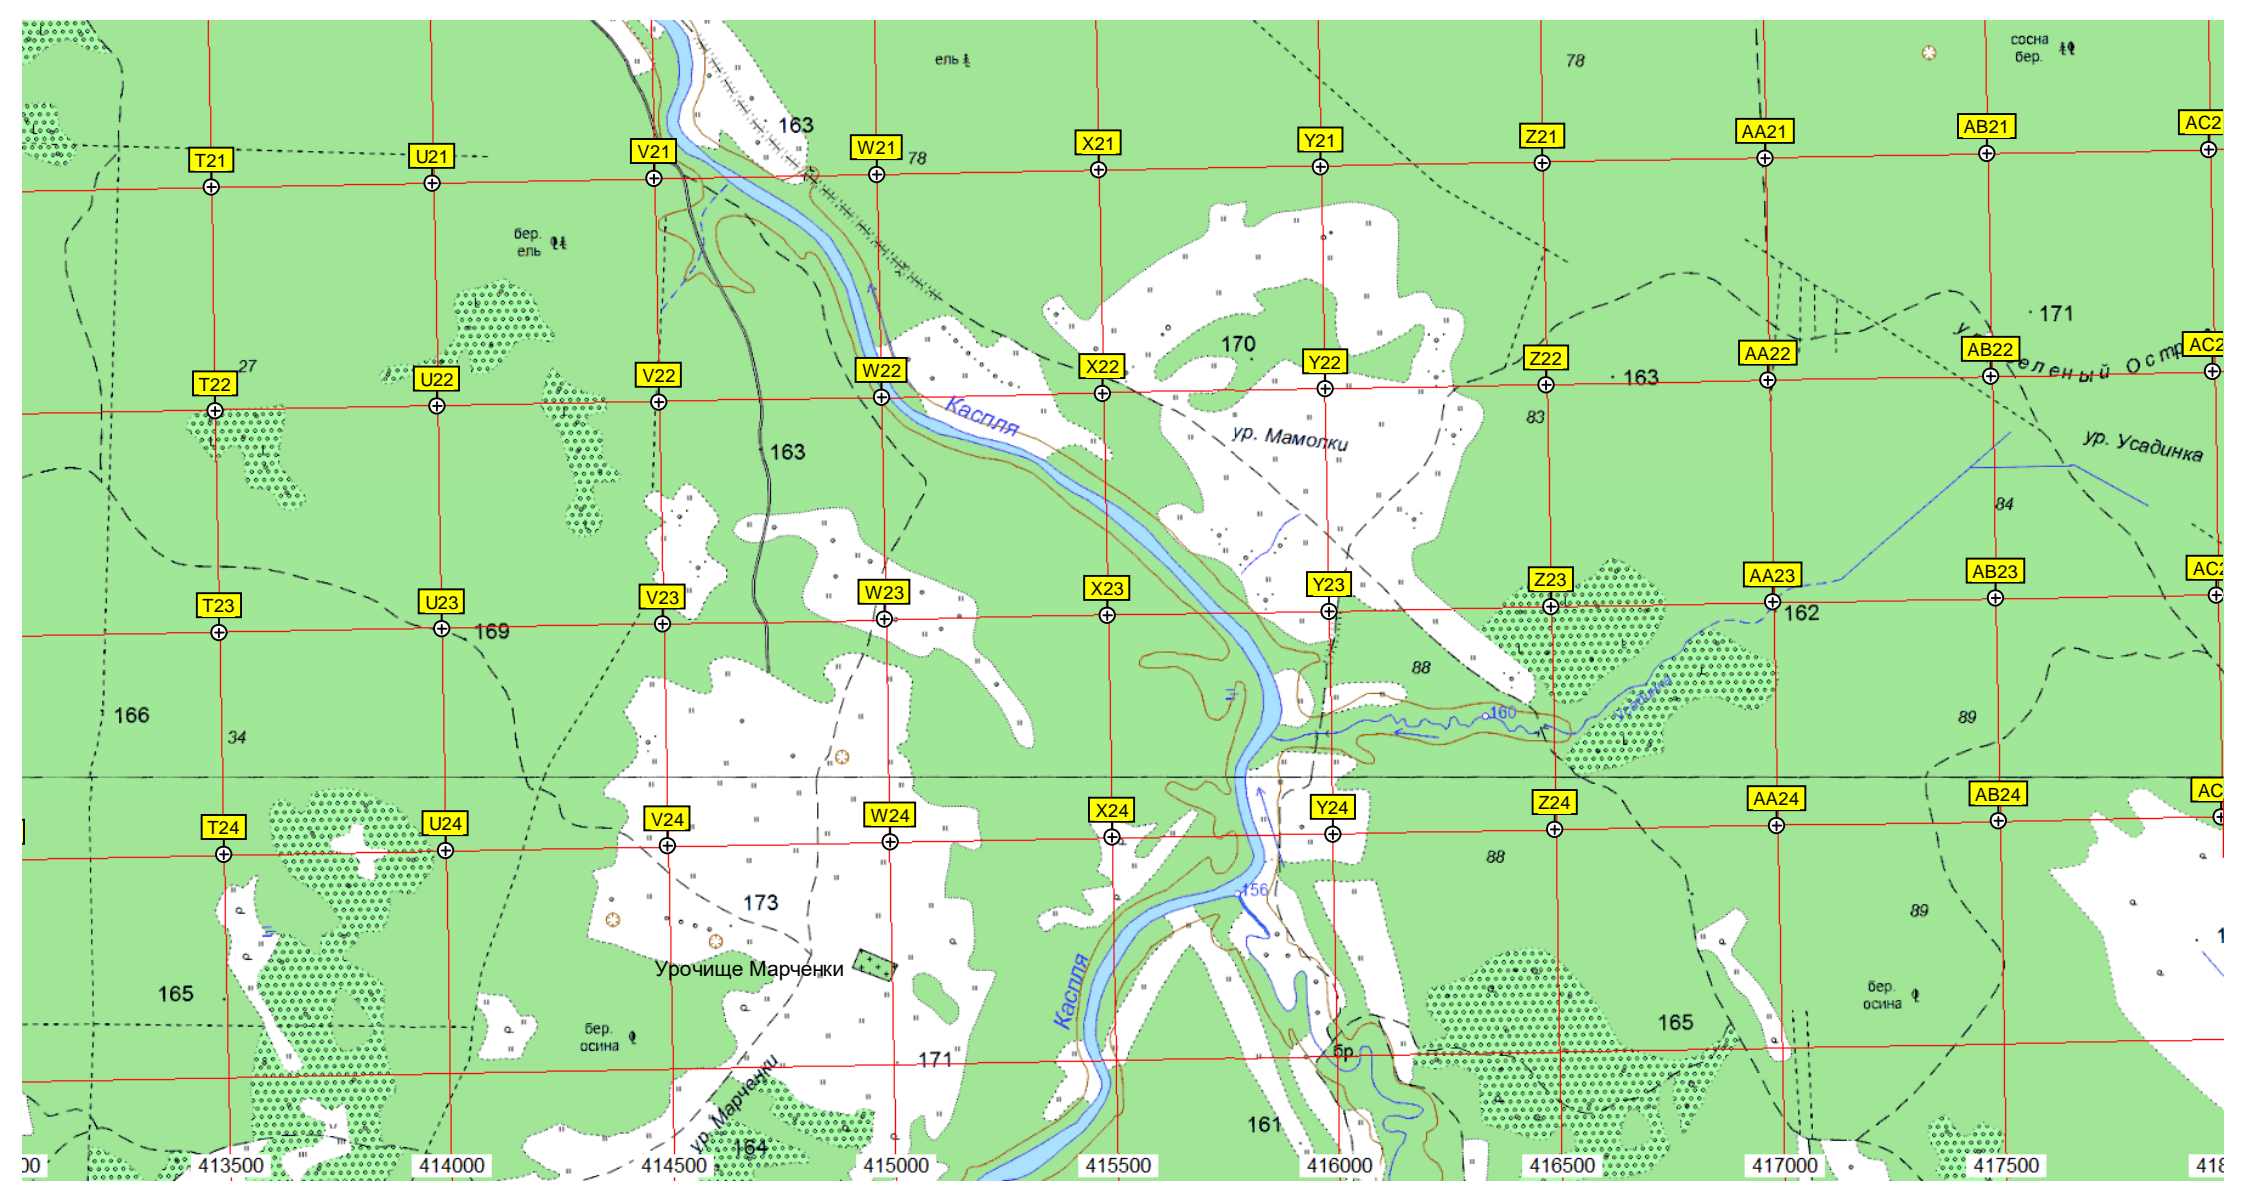 сосна
бер.
ель
78
163
T21
U21
V21
W21
78
X21
Y21
Z21
AA21
AB21
AC2
бер.
ель
171
170
27
T22
U22
V22
W22
X22
Y22
Z22
163
AA22
AB22
AC2
еленый Остр
Каспля
83
ур. Мамолки
ур. Усадинка
163
84
T23
U23
V23
W23
X23
Y23
Z23
AA23
AB23
AC2
169
162
88
Усадинка
166
160
89
34
T24
U24
V24
W24
X24
Y24
Z24
AA24
AB24
AC
88
156
173
89
1
Урочище Марченки
165
Каспля
бер.
осина
165
бер.
осина
бр.
171
ур. Марченки
164
161
00
413500
414000
414500
415000
415500
416000
416500
417000
417500
418